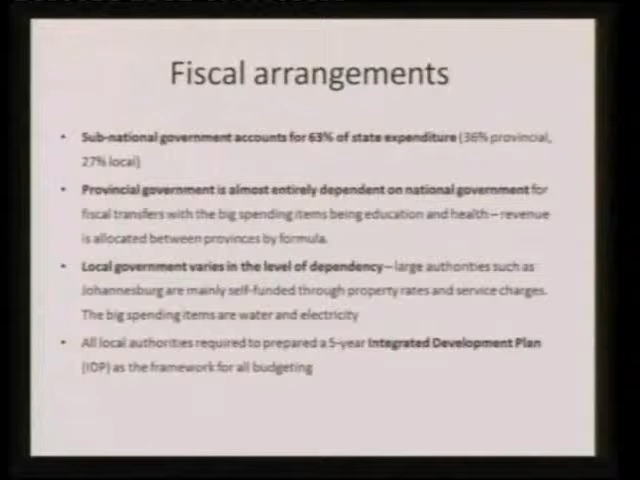 Fiscal arrangements
• Sub-national government accounts for 63% of state expenditure (36% provincial,
27% local)
• Provincial government is almost entirely dependent on national government for
fiscal transfers with the big spending items being education and health – revenue
is allocated between provinces by formula.
• Local government varies in the level of dependency – large authorities such as
Johannesburg are mainly self-funded through property rates and service charges.
The big spending items are water and electricity
• All local authorities required to prepared a 5-year Integrated Development Plan
(IDP) as the framework for all budgeting